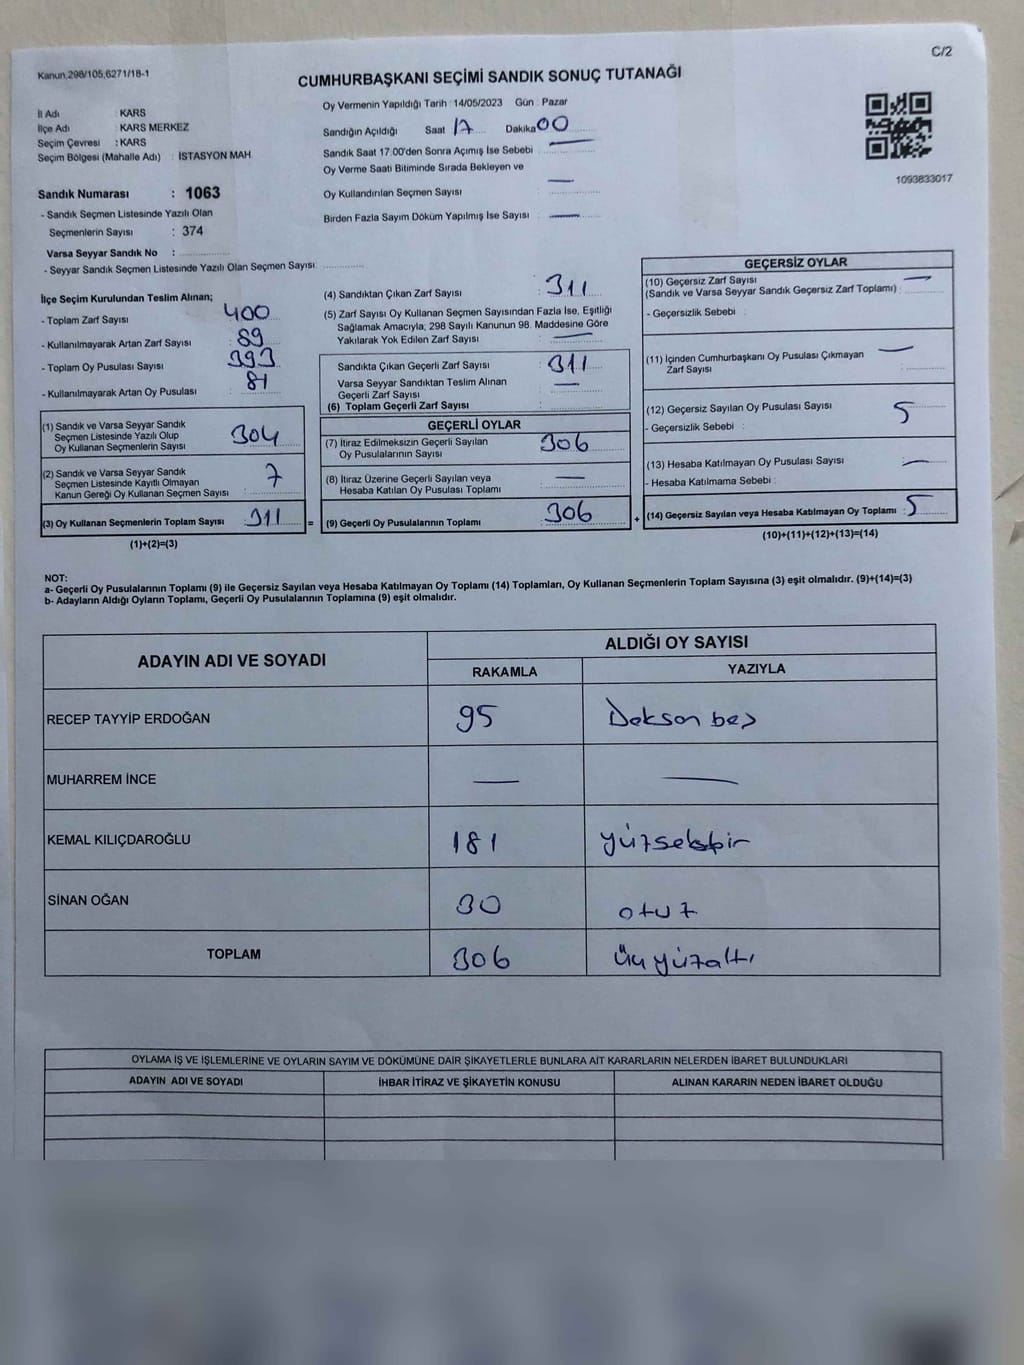 C/2
Kanun,298/105,6271/18-1
CUMHURBAŞKANI SEÇİMİ SANDIK SONUÇ TUTANAĞI
İl Adı : KARS
İlçe Adı : KARS MERKEZ
Seçim Çevresi : KARS
Seçim Bölgesi (Mahalle Adı) : İSTASYON MAH.
Sandık Numarası : 1063
- Sandık Seçmen Listesinde Yazılı Olan
Seçmenlerin Sayısı : 374
Varsa Seyyar Sandık No :
- Seyyar Sandık Seçmen Listesinde Yazılı Olan Seçmen Sayısı:
Oy Vermenin Yapıldığı Tarih : 14/05/2023 Gün : Pazar
Sandığın Açıldığı Saat 17 Dakika 00
Sandık Saat 17.00'den Sonra Açımış İse Sebebi : —
Oy Verme Saati Bitiminde Sırada Bekleyen ve
Oy Kullandırılan Seçmen Sayısı : —
Birden Fazla Sayım Döküm Yapılmış İse Sayısı : —
1093833017
İlçe Seçim Kurulundan Teslim Alınan;
- Toplam Zarf Sayısı : 400
- Kullanılmayarak Artan Zarf Sayısı : 89
- Toplam Oy Pusulası Sayısı : 393
- Kullanılmayarak Artan Oy Pusulası : 81
(1) Sandık ve Varsa Seyyar Sandık
Seçmen Listesinde Yazılı Olup
Oy Kullanan Seçmenlerin Sayısı : 304
(2) Sandık ve Varsa Seyyar Sandık
Seçmen Listesinde Kayıtlı Olmayan
Kanun Gereği Oy Kullanan Seçmen Sayısı : 7
(3) Oy Kullanan Seçmenlerin Toplam Sayısı : 311
(1)+(2)=(3)
(4) Sandıktan Çıkan Zarf Sayısı : 311
(5) Zarf Sayısı Oy Kullanan Seçmen Sayısından Fazla İse, Eşitliği
Sağlamak Amacıyla, 298 Sayılı Kanunun 98. Maddesine Göre
Yakılarak Yok Edilen Zarf Sayısı : —
Sandıkta Çıkan Geçerli Zarf Sayısı : 311
Varsa Seyyar Sandıktan Teslim Alınan
Geçerli Zarf Sayısı : —
(6) Toplam Geçerli Zarf Sayısı :
GEÇERLİ OYLAR
(7) İtiraz Edilmeksizin Geçerli Sayılan
Oy Pusulalarının Sayısı : 306
(8) İtiraz Üzerine Geçerli Sayılan veya
Hesaba Katılan Oy Pusulası Toplamı : —
= (9) Geçerli Oy Pusulalarının Toplamı : 306
GEÇERSİZ OYLAR
(10) Geçersiz Zarf Sayısı
(Sandık ve Varsa Seyyar Sandık Geçersiz Zarf Toplamı) : —
- Geçersizlik Sebebi :
(11) İçinden Cumhurbaşkanı Oy Pusulası Çıkmayan
Zarf Sayısı : —
(12) Geçersiz Sayılan Oy Pusulası Sayısı : 5
- Geçersizlik Sebebi :
(13) Hesaba Katılmayan Oy Pusulası Sayısı : —
- Hesaba Katılmama Sebebi :
+ (14) Geçersiz Sayılan veya Hesaba Katılmayan Oy Toplamı : 5
(10)+(11)+(12)+(13)=(14)
NOT:
a- Geçerli Oy Pusulalarının Toplamı (9) ile Geçersiz Sayılan veya Hesaba Katılmayan Oy Toplamı (14) Toplamları, Oy Kullanan Seçmenlerin Toplam Sayısına (3) eşit olmalıdır. (9)+(14)=(3)
b- Adayların Aldığı Oyların Toplamı, Geçerli Oy Pusulalarının Toplamına (9) eşit olmalıdır.
ADAYIN ADI VE SOYADI ALDIĞI OY SAYISI
RAKAMLA YAZIYLA
RECEP TAYYİP ERDOĞAN 95 Doksan beş
MUHARREM İNCE — —
KEMAL KILIÇDAROĞLU 181 yüzseksbir
SİNAN OĞAN 30 otuz
TOPLAM 306 üçyüzaltı
OYLAMA İŞ VE İŞLEMLERİNE VE OYLARIN SAYIM VE DÖKÜMÜNE DAİR ŞİKAYETLERLE BUNLARA AİT KARARLARIN NELERDEN İBARET BULUNDUKLARI
ADAYIN ADI VE SOYADI İHBAR İTİRAZ VE ŞİKAYETİN KONUSU ALINAN KARARIN NEDEN İBARET OLDUĞU